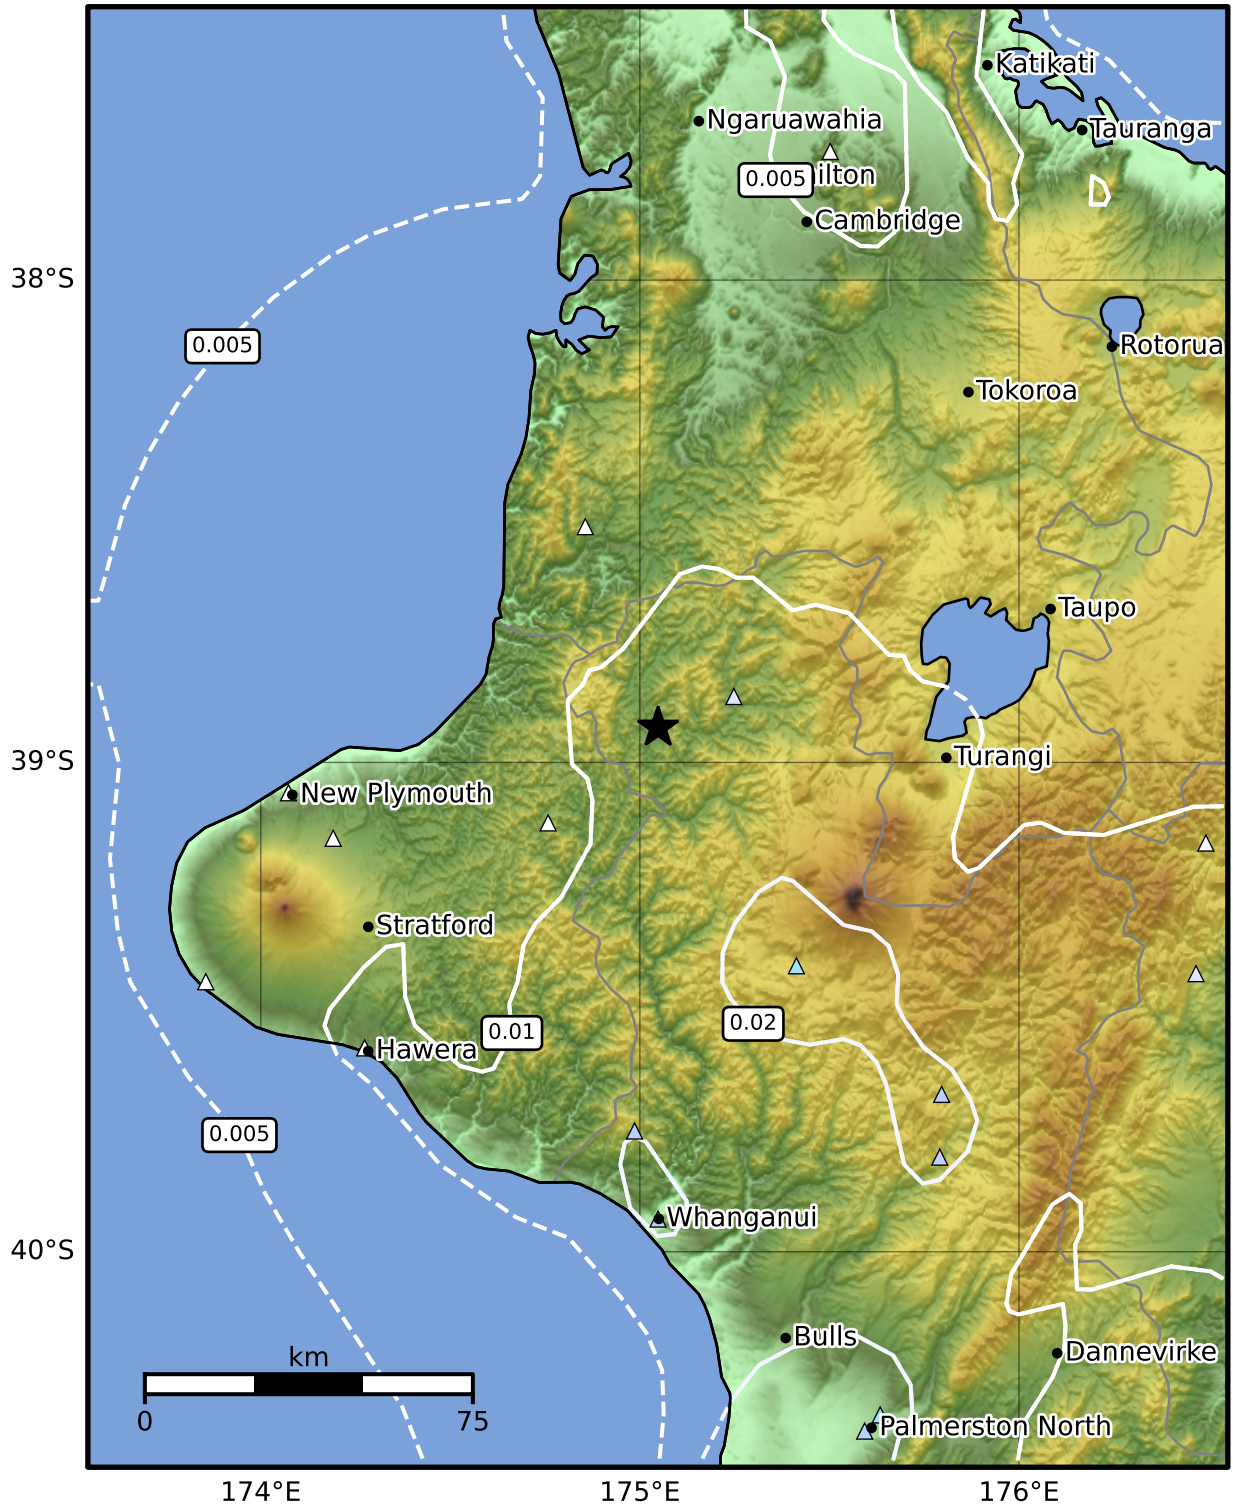 Katikati
Ngaruawahia
Tauranga
0.005
ilton
Cambridge
38°S
0.005
Rotorua
Tokoroa
Taupo
39°S
Turangi
New Plymouth
Stratford
0.02
0.01
Hawera
0.005
Whanganui
40°S
Bulls
Dannevirke
km
0
75
Palmerston North
174°E
175°E
176°E